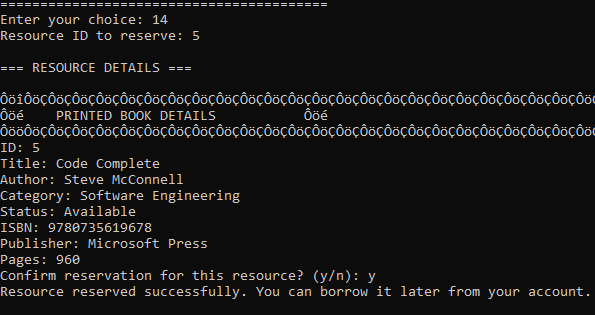 =========================================
Enter your choice: 14
Resource ID to reserve: 5
=== RESOURCE DETAILS ===
ÔöîÔöÇÔöÇÔöÇÔöÇÔöÇÔöÇÔöÇÔöÇÔöÇÔöÇÔöÇÔöÇÔöÇÔöÇÔöÇÔöÇÔöÇÔöÇÔöÇÔöÇÔöÇÔöÇÔöÇÔöÇ
Ôöé    PRINTED BOOK DETAILS           Ôöé
ÔööÔöÇÔöÇÔöÇÔöÇÔöÇÔöÇÔöÇÔöÇÔöÇÔöÇÔöÇÔöÇÔöÇÔöÇÔöÇÔöÇÔöÇÔöÇÔöÇÔöÇÔöÇÔöÇÔöÇÔöÇ
ID: 5
Title: Code Complete
Author: Steve McConnell
Category: Software Engineering
Status: Available
ISBN: 9780735619678
Publisher: Microsoft Press
Pages: 960
Confirm reservation for this resource? (y/n): y
Resource reserved successfully. You can borrow it later from your account.